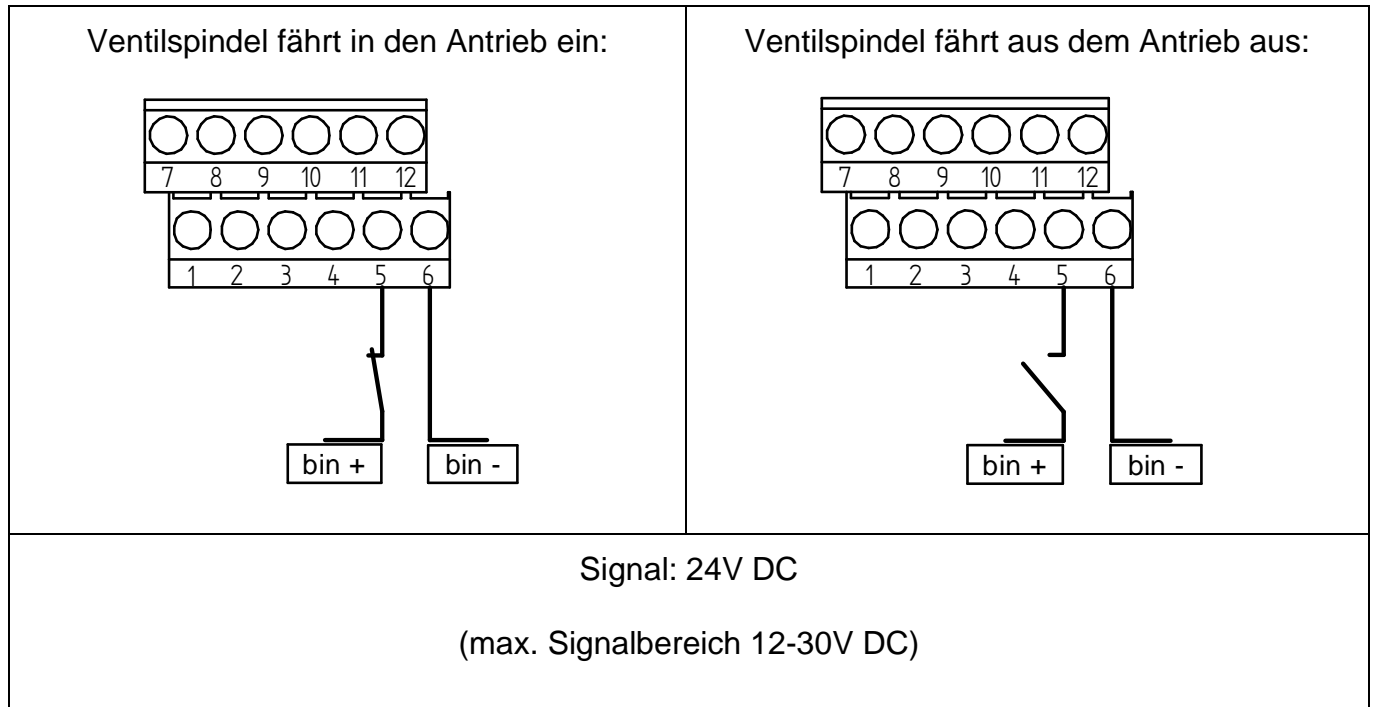 Ventilspindel fährt in den Antrieb ein:
7 8 9 10 11 12
1 2 3 4 5 6
bin + bin -
Ventilspindel fährt aus dem Antrieb aus:
7 8 9 10 11 12
1 2 3 4 5 6
bin + bin -
Signal: 24V DC
(max. Signalbereich 12-30V DC)